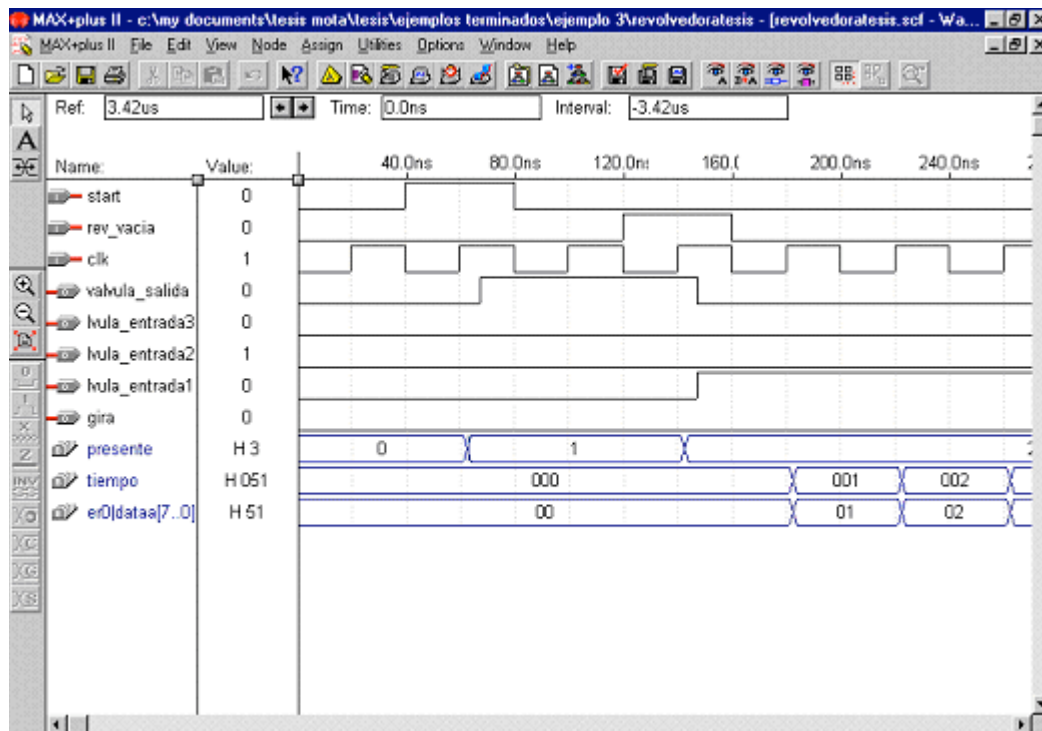 MAX+plus II - c:\my documents\tesis mota\tesis\ejemplos terminados\ejemplo 3\revolvedoratesis - [revolvedoratesis.scf - Wa...
MAX+plus II File Edit View Node Assign Utilities Options Window Help
Ref: 3.42us Time: 0.0ns Interval: -3.42us
Name: Value: 40.0ns 80.0ns 120.0n 160.( 200.0ns 240.0ns
start 0
rev_vacia 0
clk 1
valvula_salida 0
lvula_entrada3 0
lvula_entrada2 1
lvula_entrada1 0
gira 0
presente H 3 0 1 2
tiempo H 051 000 001 002
er0|dataa[7..0] H 51 00 01 02